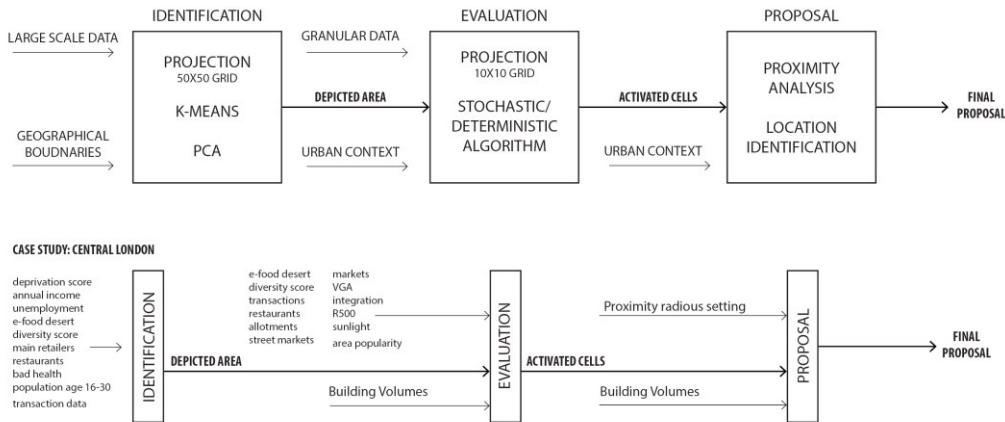 IDENTIFICATION
EVALUATION
PROPOSAL
LARGE SCALE DATA
GEOGRAPHICAL
BOUDNARIES
PROJECTION
50X50 GRID
K-MEANS
PCA
GRANULAR DATA
DEPICTED AREA
URBAN CONTEXT
PROJECTION
10X10 GRID
STOCHASTIC/
DETERMINISTIC
ALGORITHM
ACTIVATED CELLS
URBAN CONTEXT
PROXIMITY
ANALYSIS
LOCATION
IDENTIFICATION
FINAL
PROPOSAL
CASE STUDY: CENTRAL LONDON
deprivation score
annual income
unemployment
e-food desert
diversity score
main retailers
restaurants
bad health
population age 16-30
transaction data
IDENTIFICATION
e-food desert
diversity score
transactions
restaurants
allotments
street markets
markets
VGA
integration
R500
sunlight
area popularity
DEPICTED AREA
Building Volumes
EVALUATION
Proximity radious setting
ACTIVATED CELLS
Building Volumes
PROPOSAL
FINAL
PROPOSAL